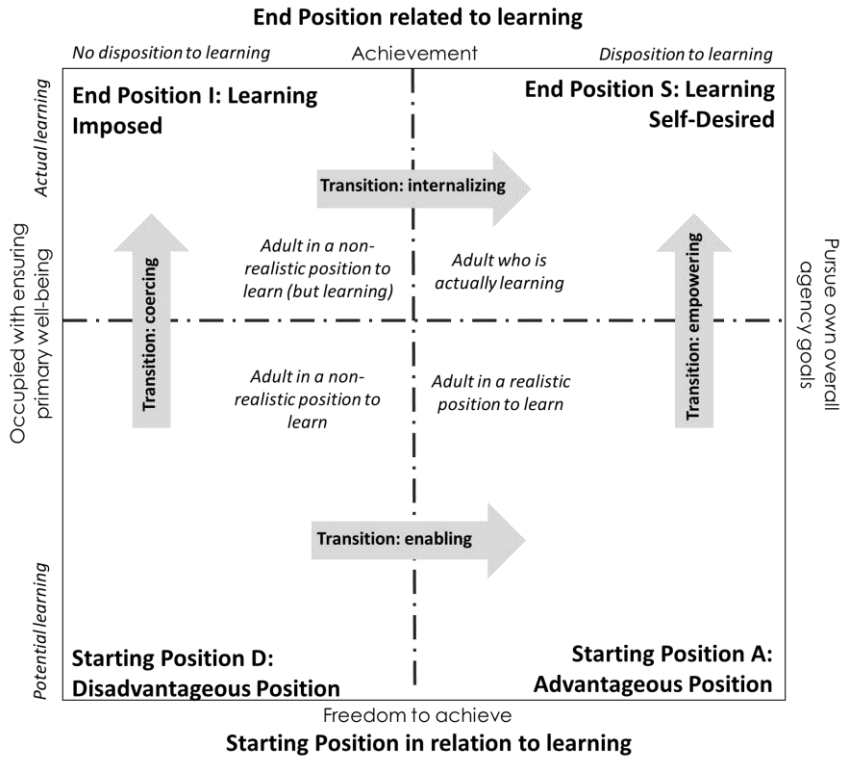 End Position related to learning
No disposition to learning
Achievement
Disposition to learning
Actual learning
End Position I: Learning
Imposed
End Position S: Learning
Self-Desired
Transition: internalizing
Occupied with ensuring
primary well-being
Transition: coercing
Adult in a non-
realistic position to
learn (but learning)
Adult who is
actually learning
Transition: empowering
Pursue own overall
agency goals
Adult in a non-
realistic position to
learn
Adult in a realistic
position to learn
Transition: enabling
Potential learning
Starting Position D:
Disadvantageous Position
Starting Position A:
Advantageous Position
Freedom to achieve
Starting Position in relation to learning